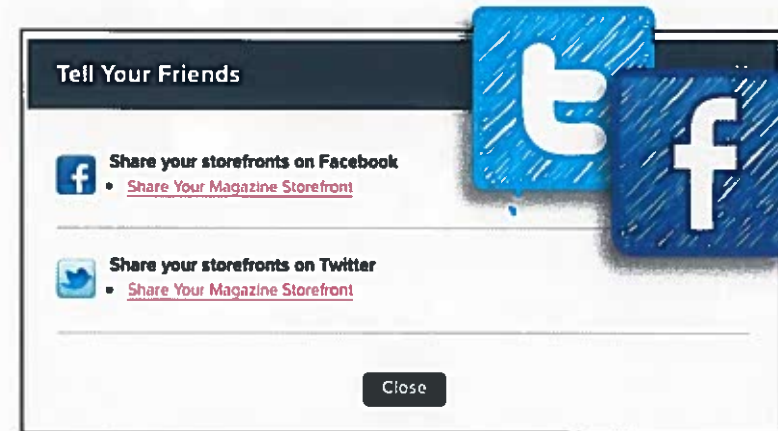 Tell Your Friends
Share your storefronts on Facebook
• Share Your Magazine Storefront
Share your storefronts on Twitter
• Share Your Magazine Storefront
Close